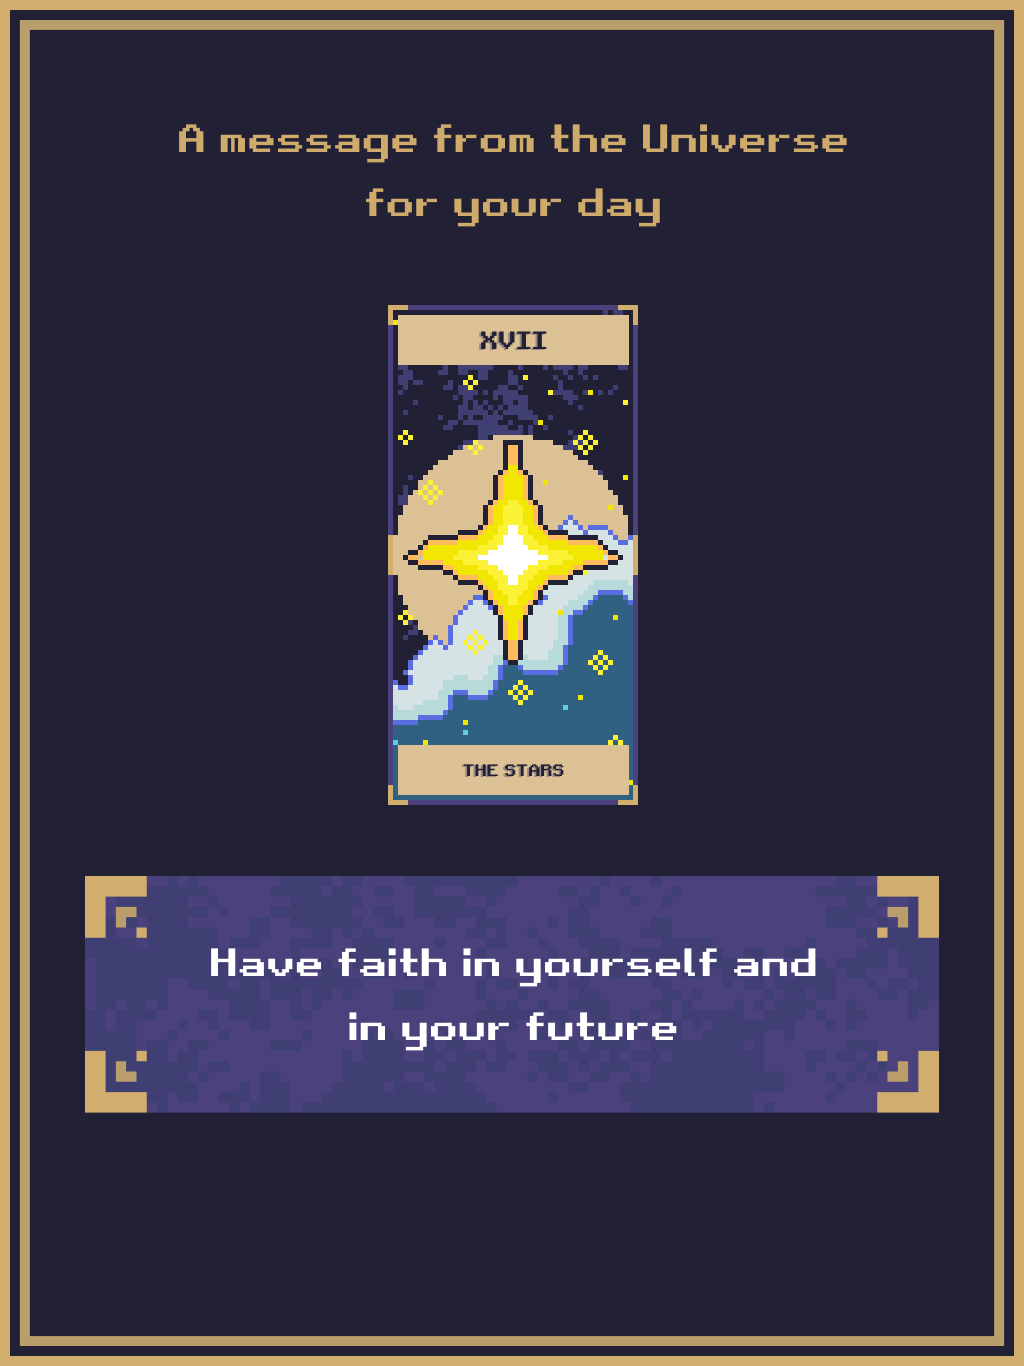 A message from the Universe
for your day
XVII
THE STARS
Have faith in yourself and
in your future